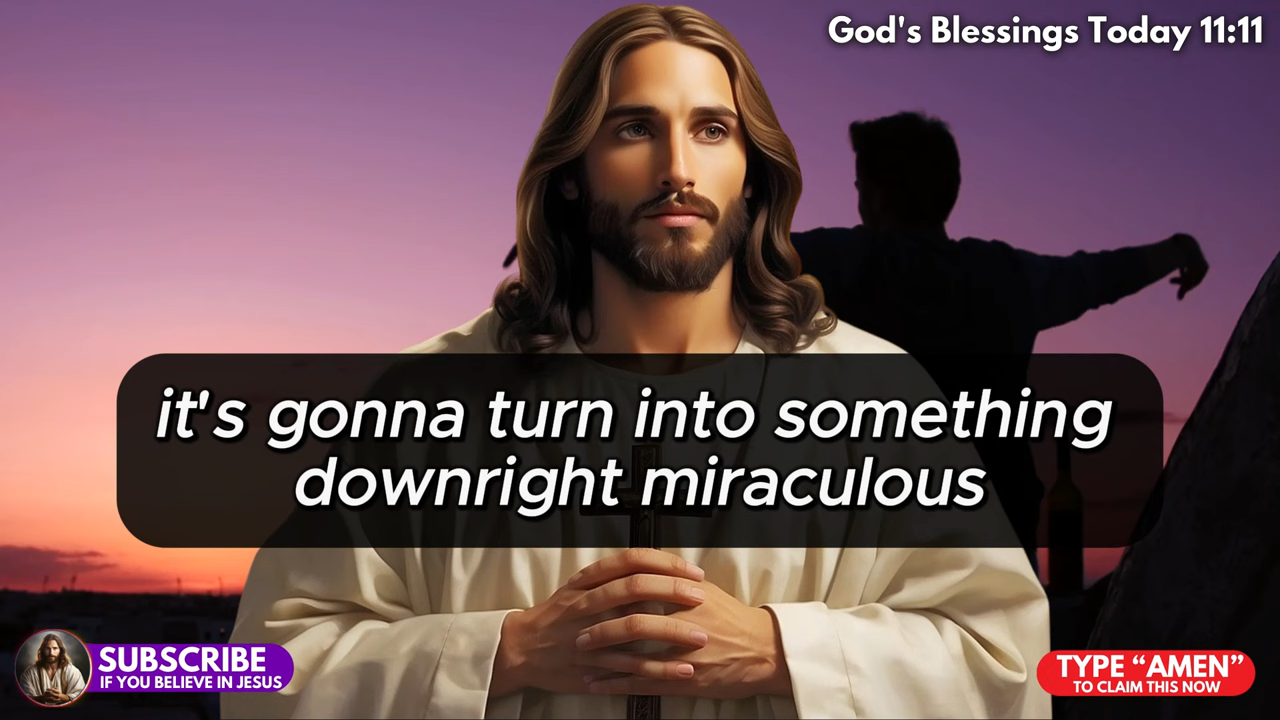 God's Blessings Today 11:11
it's gonna turn into something
downright miraculous
SUBSCRIBE
IF YOU BELIEVE IN JESUS
TYPE “AMEN”
TO CLAIM THIS NOW